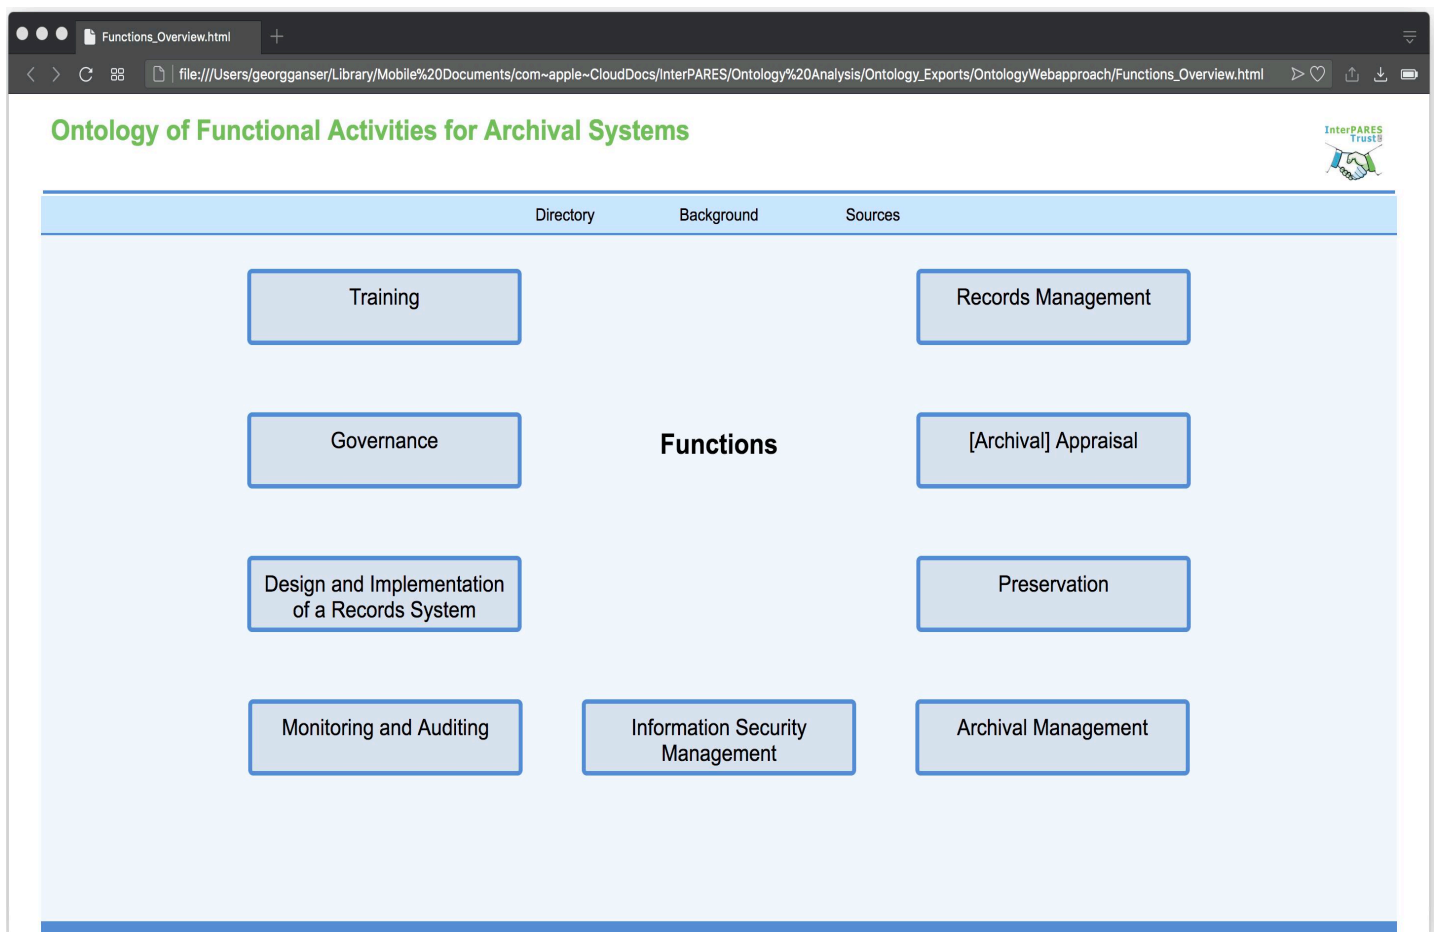 Functions_Overview.html
file:///Users/georgganser/Library/Mobile%20Documents/com~apple~CloudDocs/InterPARES/Ontology%20Analysis/Ontology_Exports/OntologyWebapproach/Functions_Overview.html
Ontology of Functional Activities for Archival Systems
InterPARES
Trust
Directory Background Sources
Training
Records Management
Governance
Functions
[Archival] Appraisal
Design and Implementation
of a Records System
Preservation
Monitoring and Auditing
Information Security
Management
Archival Management